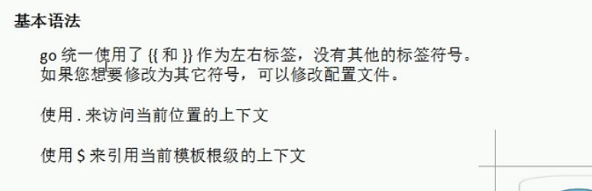 基本语法
go 统一使用了 {{ 和 }} 作为左右标签，没有其他的标签符号。
如果您想要修改为其它符号，可以修改配置文件。
使用 . 来访问当前位置的上下文
使用 $ 来引用当前模板根级的上下文